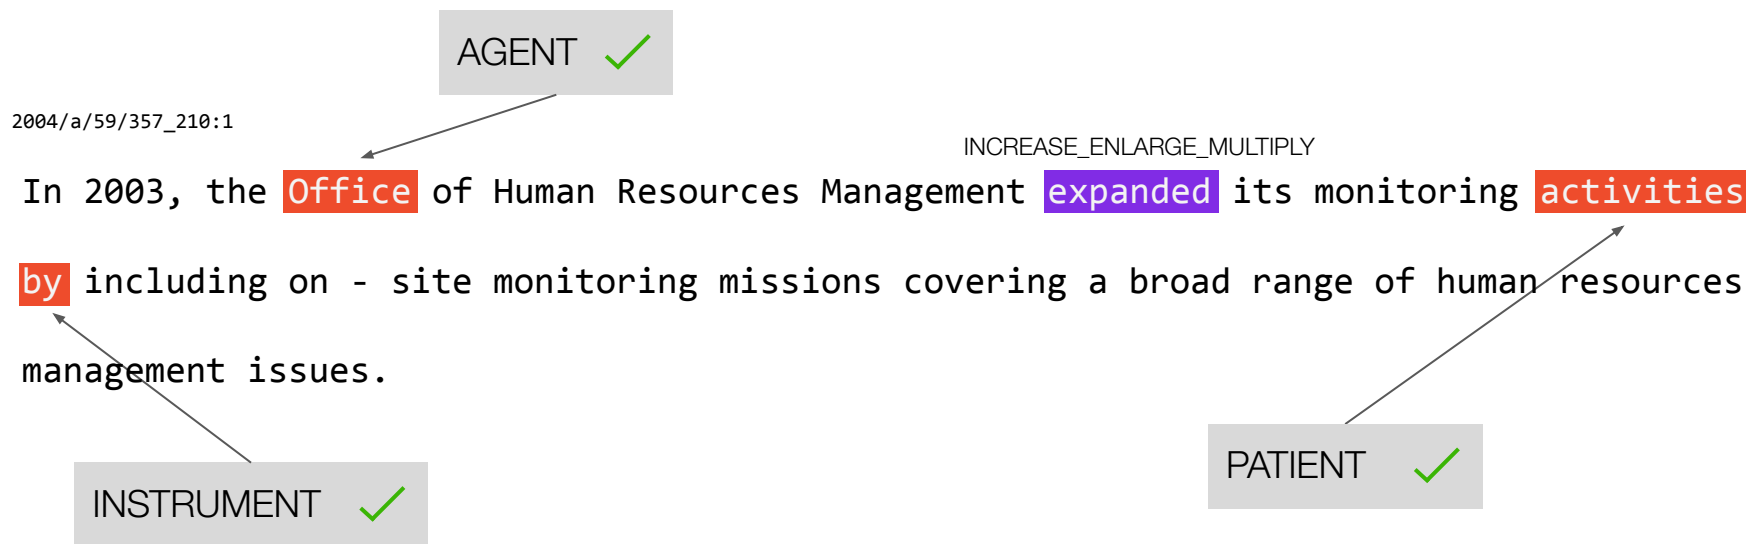 AGENT
2004/a/59/357_210:1
INCREASE_ENLARGE_MULTIPLY
In 2003, the Office of Human Resources Management expanded its monitoring activities
by including on - site monitoring missions covering a broad range of human resources
management issues.
PATIENT
INSTRUMENT